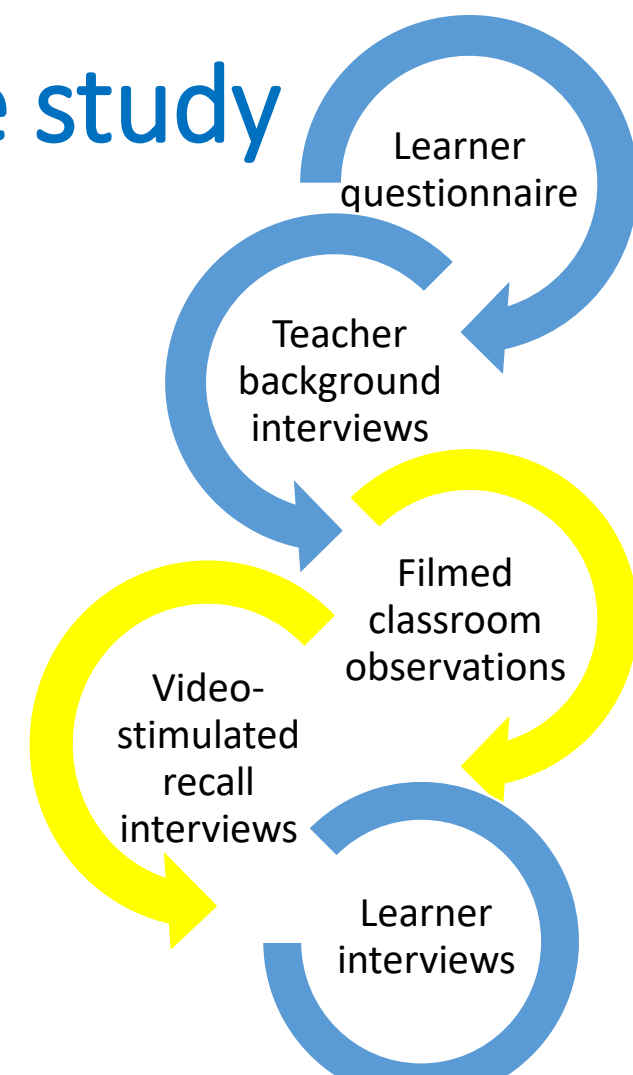 e study
Learner
questionnaire
Teacher
background
interviews
Filmed
classroom
observations
Video-
stimulated
recall
interviews
Learner
interviews